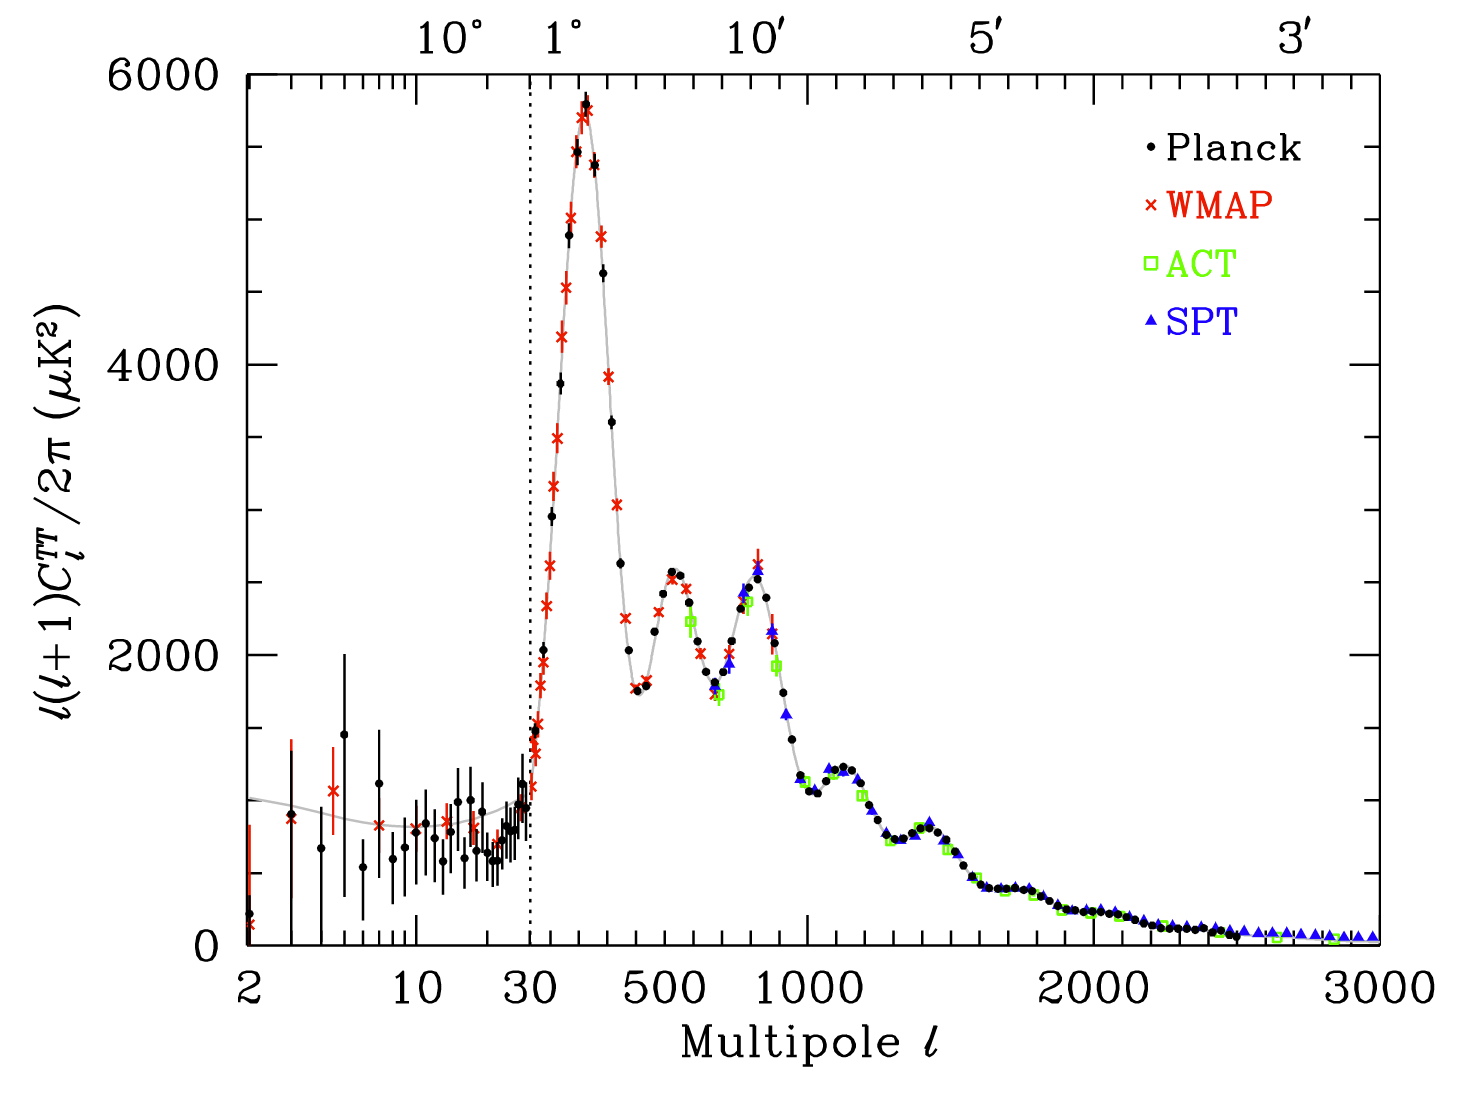 10° 1° 10′ 5′ 3′
6000
4000
2000
0
l(l+1)C_l^{TT}/2π (μK²)
Planck
WMAP
ACT
SPT
2 10 30 500 1000 2000 3000
Multipole l